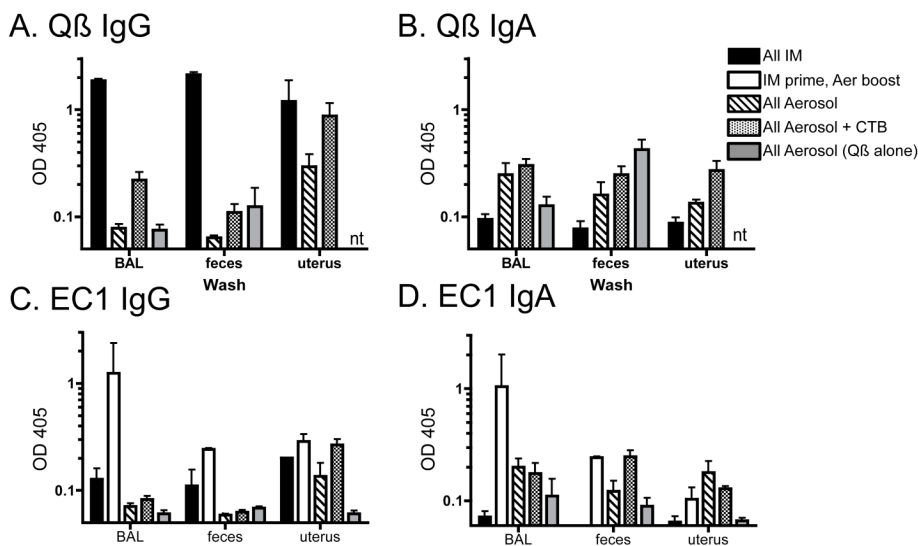 A. Qß IgG
OD 405
1
0.1
BAL feces uterus
nt
Wash
B. Qß IgA
OD 405
1
0.1
BAL feces uterus
nt
Wash
All IM
IM prime, Aer boost
All Aerosol
All Aerosol + CTB
All Aerosol (Qß alone)
C. EC1 IgG
OD 405
1
0.1
BAL feces uterus
D. EC1 IgA
OD 405
1
0.1
BAL feces uterus